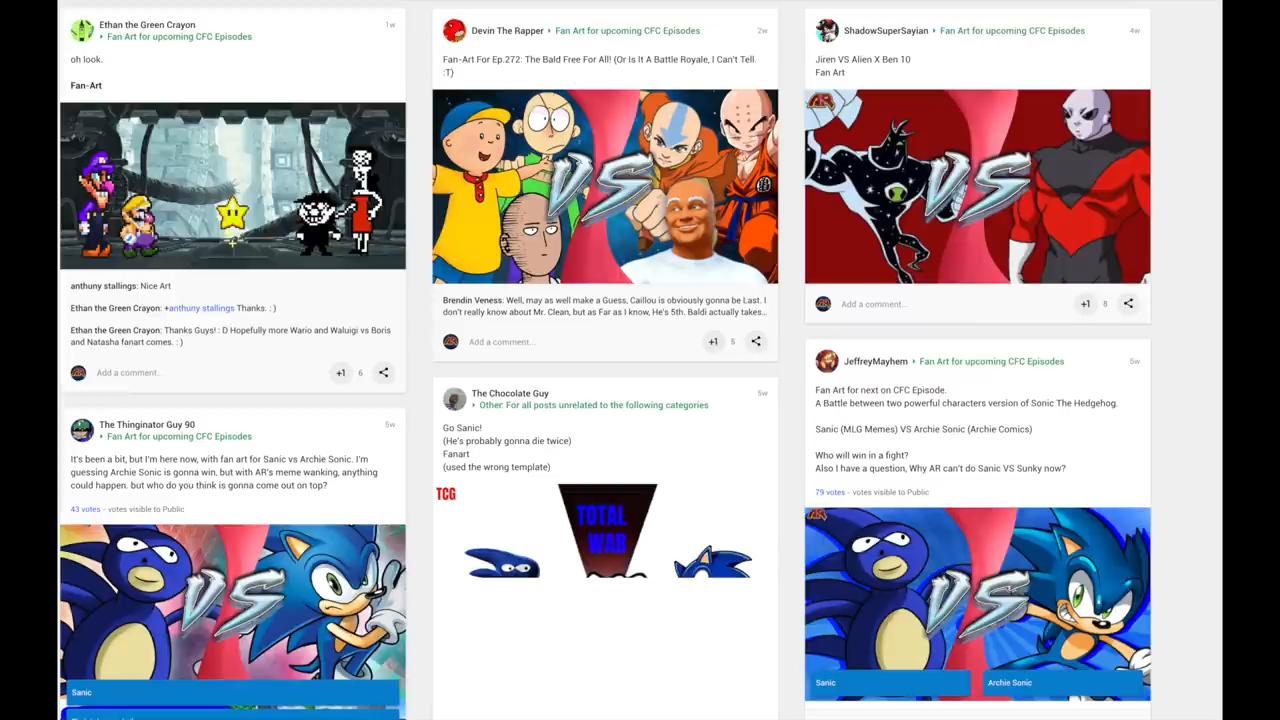 Ethan the Green Crayon
1w
Fan Art for upcoming CFC Episodes
oh look.
Fan-Art
anthuny stallings: Nice Art
Ethan the Green Crayon: +anthuny stallings Thanks. : )
Ethan the Green Crayon: Thanks Guys! : D Hopefully more Wario and Waluigi vs Boris
and Natasha fanart comes. : )
Add a comment...
+1
6
The Thinginator Guy 90
5w
Fan Art for upcoming CFC Episodes
It's been a bit, but I'm here now, with fan art for Sanic vs Archie Sonic. I'm
guessing Archie Sonic is gonna win, but with AR's meme wanking, anything
could happen. but who do you think is gonna come out on top?
43 votes - votes visible to Public
VS
Sanic
Devin The Rapper
Fan Art for upcoming CFC Episodes
2w
Fan-Art For Ep.272: The Bald Free For All! (Or Is It A Battle Royale, I Can't Tell.
:T)
VS
Brendin Veness: Well, may as well make a Guess, Caillou is obviously gonna be Last. I
don't really know about Mr. Clean, but as Far as I know, He's 5th. Baldi actually takes...
Add a comment...
+1
5
The Chocolate Guy
5w
Other: For all posts unrelated to the following categories
Go Sanic!
(He's probably gonna die twice)
Fanart
(used the wrong template)
TCG
TOTAL
WAR
ShadowSuperSayian
Fan Art for upcoming CFC Episodes
4w
Jiren VS Alien X Ben 10
Fan Art
AR
VS
Add a comment...
+1
8
JeffreyMayhem
Fan Art for upcoming CFC Episodes
5w
Fan Art for next on CFC Episode.
A Battle between two powerful characters version of Sonic The Hedgehog.
Sanic (MLG Memes) VS Archie Sonic (Archie Comics)
Who will win in a fight?
Also I have a question, Why AR can't do Sanic VS Sunky now?
79 votes - votes visible to Public
AR
VS
Sanic
Archie Sonic